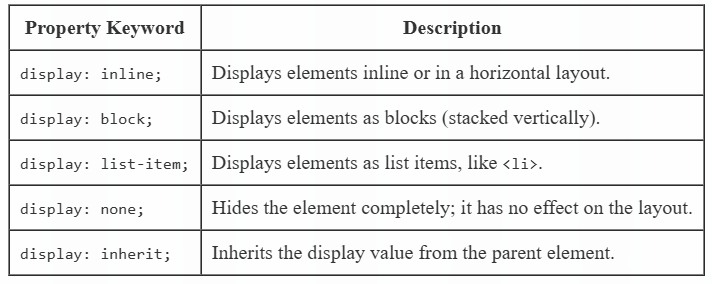 Property Keyword Description
display: inline; Displays elements inline or in a horizontal layout.
display: block; Displays elements as blocks (stacked vertically).
display: list-item; Displays elements as list items, like <li>.
display: none; Hides the element completely; it has no effect on the layout.
display: inherit; Inherits the display value from the parent element.